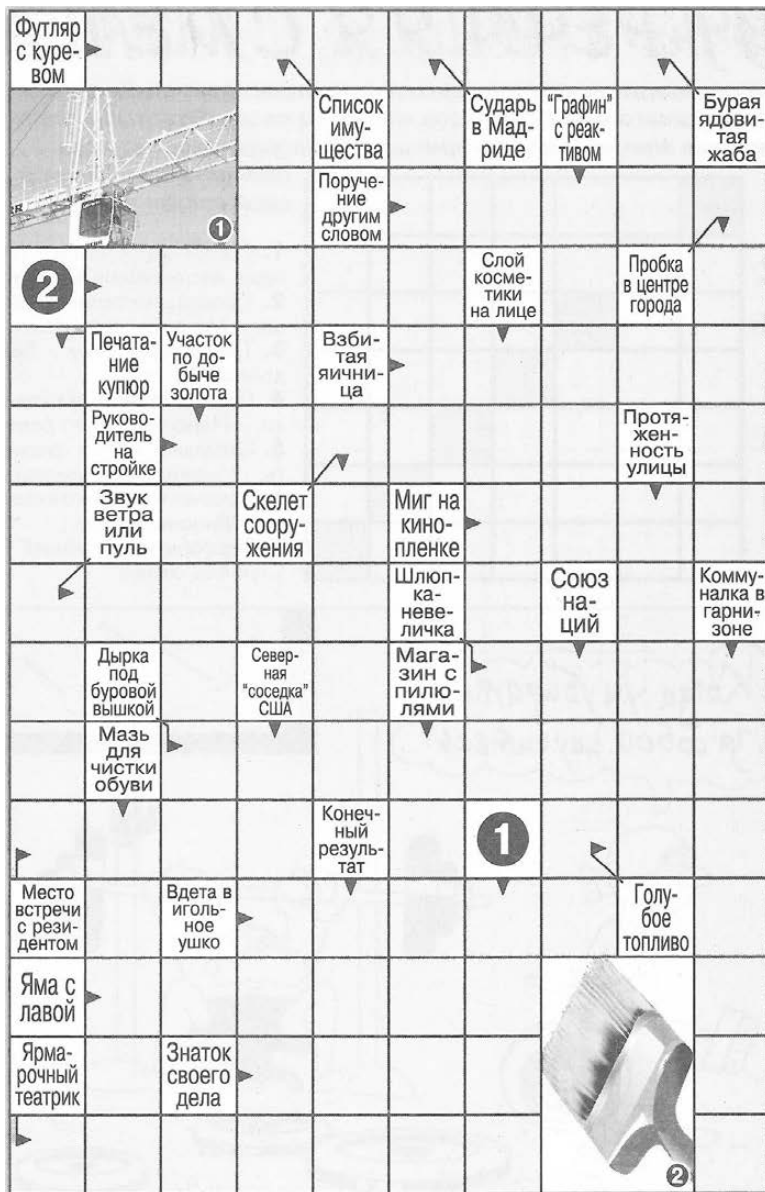 Футляр
с куре-
вом
Список
иму-
щества
Сударь
в Мад-
риде
"Графин"
с реак-
тивом
Бурая
ядови-
тая
жаба
1
Поруче-
ние
другим
словом
2
Слой
косме-
тики
на лице
Пробка
в центре
города
Печата-
ние
купюр
Участок
по до-
быче
золота
Взби-
тая
яични-
ца
Руково-
дитель
на
стройке
Протя-
жен-
ность
улицы
Звук
ветра
или
пуль
Скелет
соору-
жения
Миг на
кино-
пленке
Шлюп-
ка-
неве-
личка
Союз
на-
ций
Комму-
налка в
гарни-
зоне
Дырка
под
буровой
вышкой
Север-
ная
"соседка"
США
Мага-
зин с
пилю-
лями
Мазь
для
чистки
обуви
Конеч-
ный
резуль-
тат
1
Место
встречи
с рези-
дентом
Вдета в
иголь-
ное
ушко
Голу-
бое
топливо
Яма с
лавой
Ярма-
рочный
театрик
Знаток
своего
дела
2